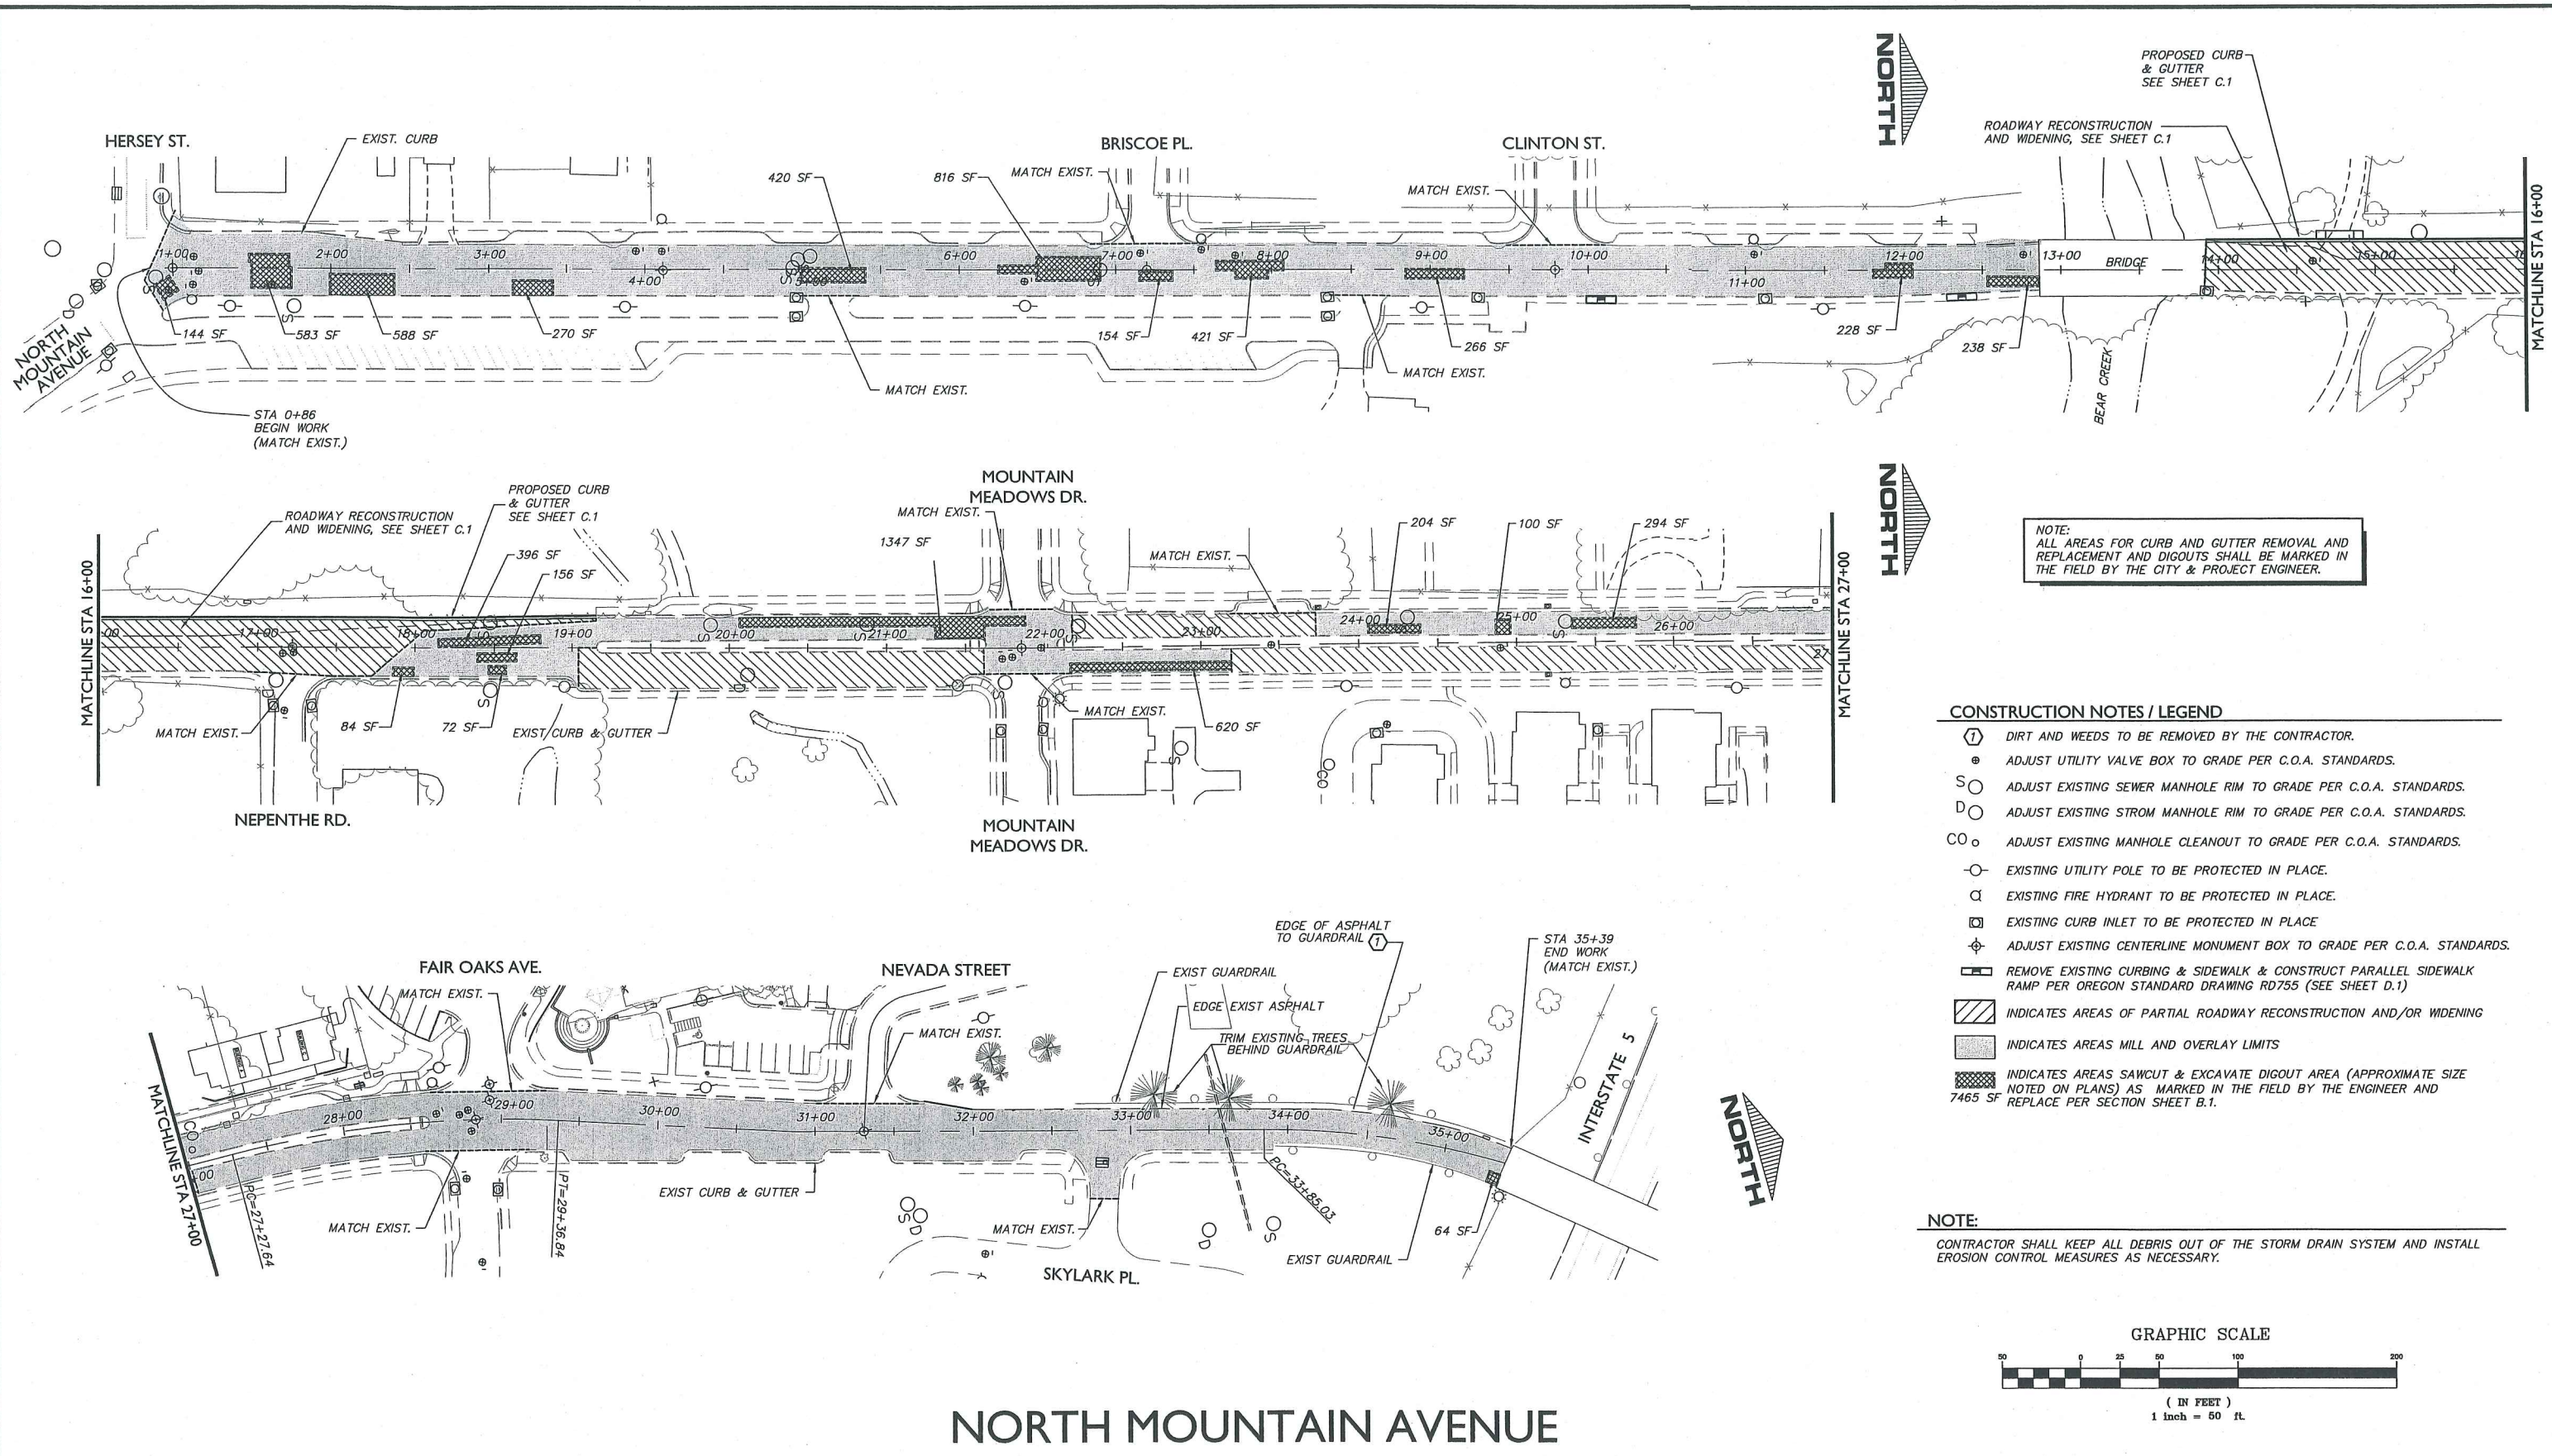 NORTH
PROPOSED CURB
& GUTTER
SEE SHEET C.1
ROADWAY RECONSTRUCTION
AND WIDENING, SEE SHEET C.1
HERSEY ST.
EXIST. CURB
BRISCOE PL.
CLINTON ST.
420 SF
816 SF
MATCH EXIST.
MATCH EXIST.
1+00
2+00
3+00
4+00
6+00
7+00
8+00
9+00
10+00
11+00
12+00
13+00
BRIDGE
14+00
15+00
16
MATCHLINE STA 16+00
144 SF
583 SF
588 SF
270 SF
154 SF
421 SF
266 SF
228 SF
238 SF
S
S
S
S
NORTH
MOUNTAIN
AVENUE
D
MATCH EXIST.
MATCH EXIST.
BEAR CREEK
STA 0+86
BEGIN WORK
(MATCH EXIST.)
NORTH
MOUNTAIN
MEADOWS DR.
PROPOSED CURB
& GUTTER
SEE SHEET C.1
ROADWAY RECONSTRUCTION
AND WIDENING, SEE SHEET C.1
MATCH EXIST.
396 SF
156 SF
1347 SF
MATCH EXIST.
204 SF
100 SF
294 SF
NOTE:
ALL AREAS FOR CURB AND GUTTER REMOVAL AND
REPLACEMENT AND DIGOUTS SHALL BE MARKED IN
THE FIELD BY THE CITY & PROJECT ENGINEER.
MATCHLINE STA 16+00
00
17+00
18+00
19+00
20+00
21+00
22+00
23+00
24+00
25+00
26+00
27
MATCHLINE STA 27+00
S
S
S
S
S
D
D
S
S
MATCH EXIST.
84 SF
72 SF
EXIST/CURB & GUTTER
MATCH EXIST.
620 SF
S
CO
NEPENTHE RD.
MOUNTAIN
MEADOWS DR.
CONSTRUCTION NOTES / LEGEND
1 DIRT AND WEEDS TO BE REMOVED BY THE CONTRACTOR.
ADJUST UTILITY VALVE BOX TO GRADE PER C.O.A. STANDARDS.
S ADJUST EXISTING SEWER MANHOLE RIM TO GRADE PER C.O.A. STANDARDS.
D ADJUST EXISTING STROM MANHOLE RIM TO GRADE PER C.O.A. STANDARDS.
CO ADJUST EXISTING MANHOLE CLEANOUT TO GRADE PER C.O.A. STANDARDS.
EXISTING UTILITY POLE TO BE PROTECTED IN PLACE.
EXISTING FIRE HYDRANT TO BE PROTECTED IN PLACE.
EXISTING CURB INLET TO BE PROTECTED IN PLACE
ADJUST EXISTING CENTERLINE MONUMENT BOX TO GRADE PER C.O.A. STANDARDS.
REMOVE EXISTING CURBING & SIDEWALK & CONSTRUCT PARALLEL SIDEWALK
RAMP PER OREGON STANDARD DRAWING RD755 (SEE SHEET D.1)
INDICATES AREAS OF PARTIAL ROADWAY RECONSTRUCTION AND/OR WIDENING
INDICATES AREAS MILL AND OVERLAY LIMITS
INDICATES AREAS SAWCUT & EXCAVATE DIGOUT AREA (APPROXIMATE SIZE
NOTED ON PLANS) AS MARKED IN THE FIELD BY THE ENGINEER AND
7465 SF REPLACE PER SECTION SHEET B.1.
FAIR OAKS AVE.
MATCH EXIST.
NEVADA STREET
MATCH EXIST.
EXIST GUARDRAIL
EDGE EXIST ASPHALT
TRIM EXISTING TREES
BEHIND GUARDRAIL
EDGE OF ASPHALT
TO GUARDRAIL 1
STA 35+39
END WORK
(MATCH EXIST.)
INTERSTATE 5
NORTH
MATCHLINE STA 27+00
CO
00
28+00
29+00
30+00
31+00
32+00
33+00
34+00
35+00
PC=27+27.64
PT=29+36.84
PC=33+85.03
MATCH EXIST.
EXIST CURB & GUTTER
S
D
MATCH EXIST.
D
S
EXIST GUARDRAIL
64 SF
SKYLARK PL.
NOTE:
CONTRACTOR SHALL KEEP ALL DEBRIS OUT OF THE STORM DRAIN SYSTEM AND INSTALL
EROSION CONTROL MEASURES AS NECESSARY.
GRAPHIC SCALE
50 0 25 50 100 200
( IN FEET )
1 inch = 50 ft.
NORTH MOUNTAIN AVENUE